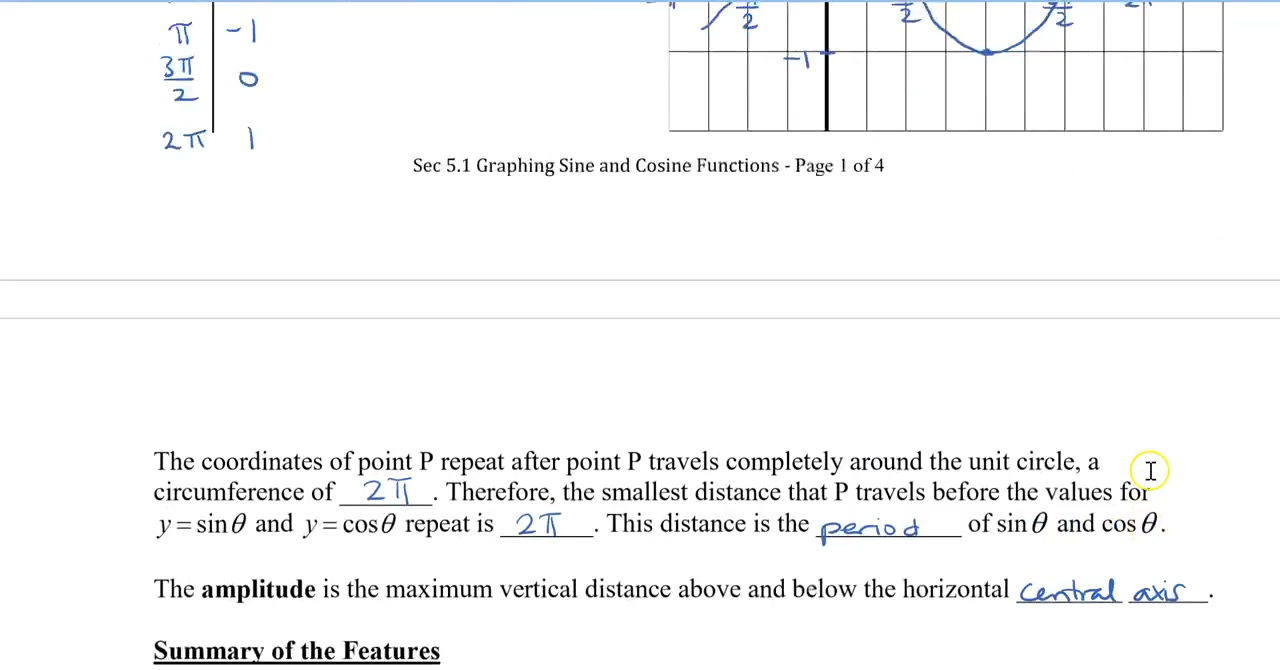 π -1
3π/2 0
2π 1
π/2 π/2 3π/2
-1
Sec 5.1 Graphing Sine and Cosine Functions - Page 1 of 4
The coordinates of point P repeat after point P travels completely around the unit circle, a
circumference of 2π. Therefore, the smallest distance that P travels before the values for
y = sin θ and y = cos θ repeat is 2π. This distance is the period of sin θ and cos θ.
The amplitude is the maximum vertical distance above and below the horizontal central axis.
Summary of the Features